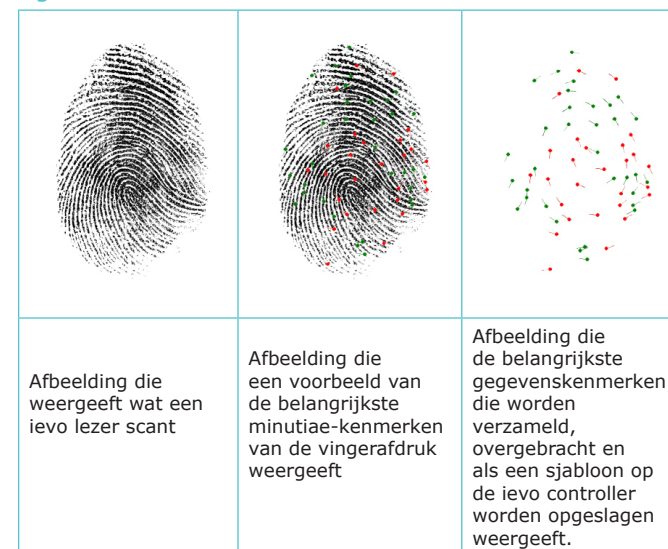 Afbeelding die
weergeeft wat een
ievo lezer scant
Afbeelding die
een voorbeeld van
de belangrijkste
minutiae-kenmerken
van de vingerafdruk
weergeeft
Afbeelding die
de belangrijkste
gegevenskenmerken
die worden
verzameld,
overgebracht en
als een sjabloon op
de ievo controller
worden opgeslagen
weergeeft.